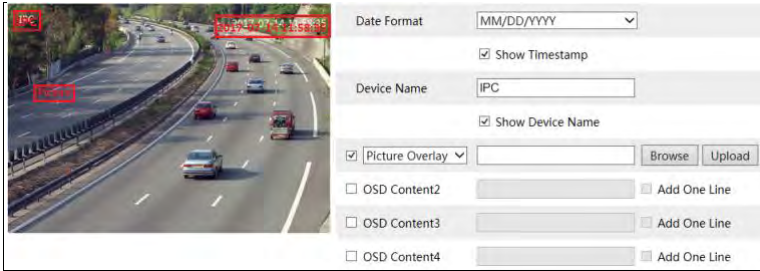 IPC
Date Format MM/DD/YYYY
Show Timestamp
Device Name IPC
Show Device Name
Picture Overlay Browse Upload
OSD Content2 Add One Line
OSD Content3 Add One Line
OSD Content4 Add One Line